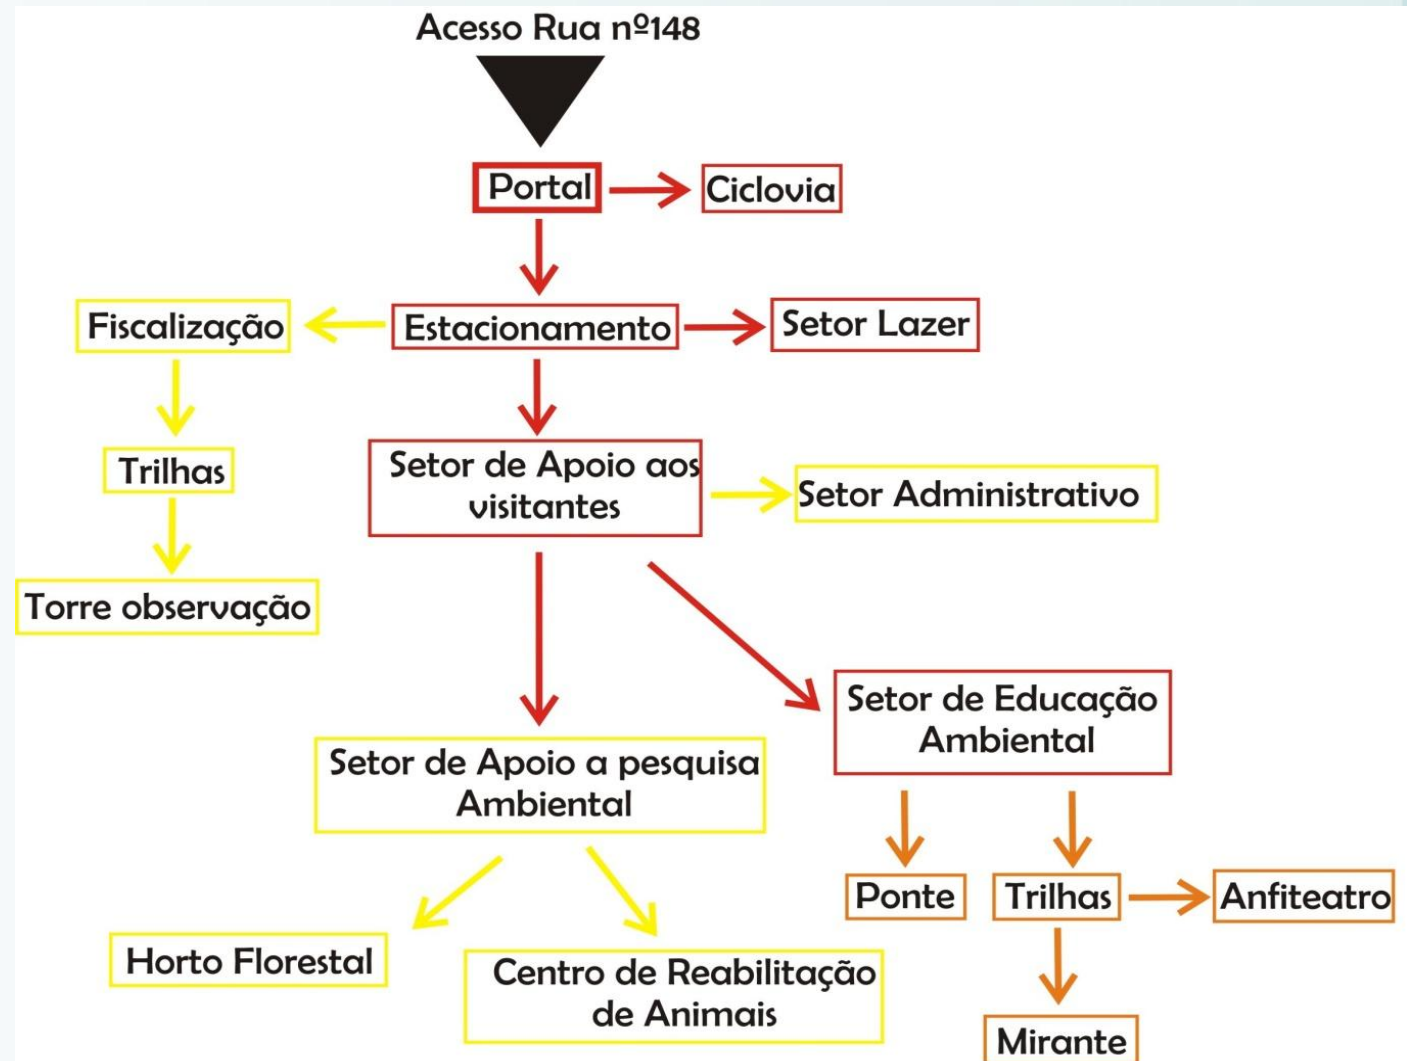 Acesso Rua nº148
Portal
Ciclovia
Fiscalização
Estacionamento
Setor Lazer
Trilhas
Setor de Apoio aos
visitantes
Setor Administrativo
Torre observação
Setor de Educação
Ambiental
Setor de Apoio a pesquisa
Ambiental
Ponte
Trilhas
Anfiteatro
Horto Florestal
Centro de Reabilitação
de Animais
Mirante